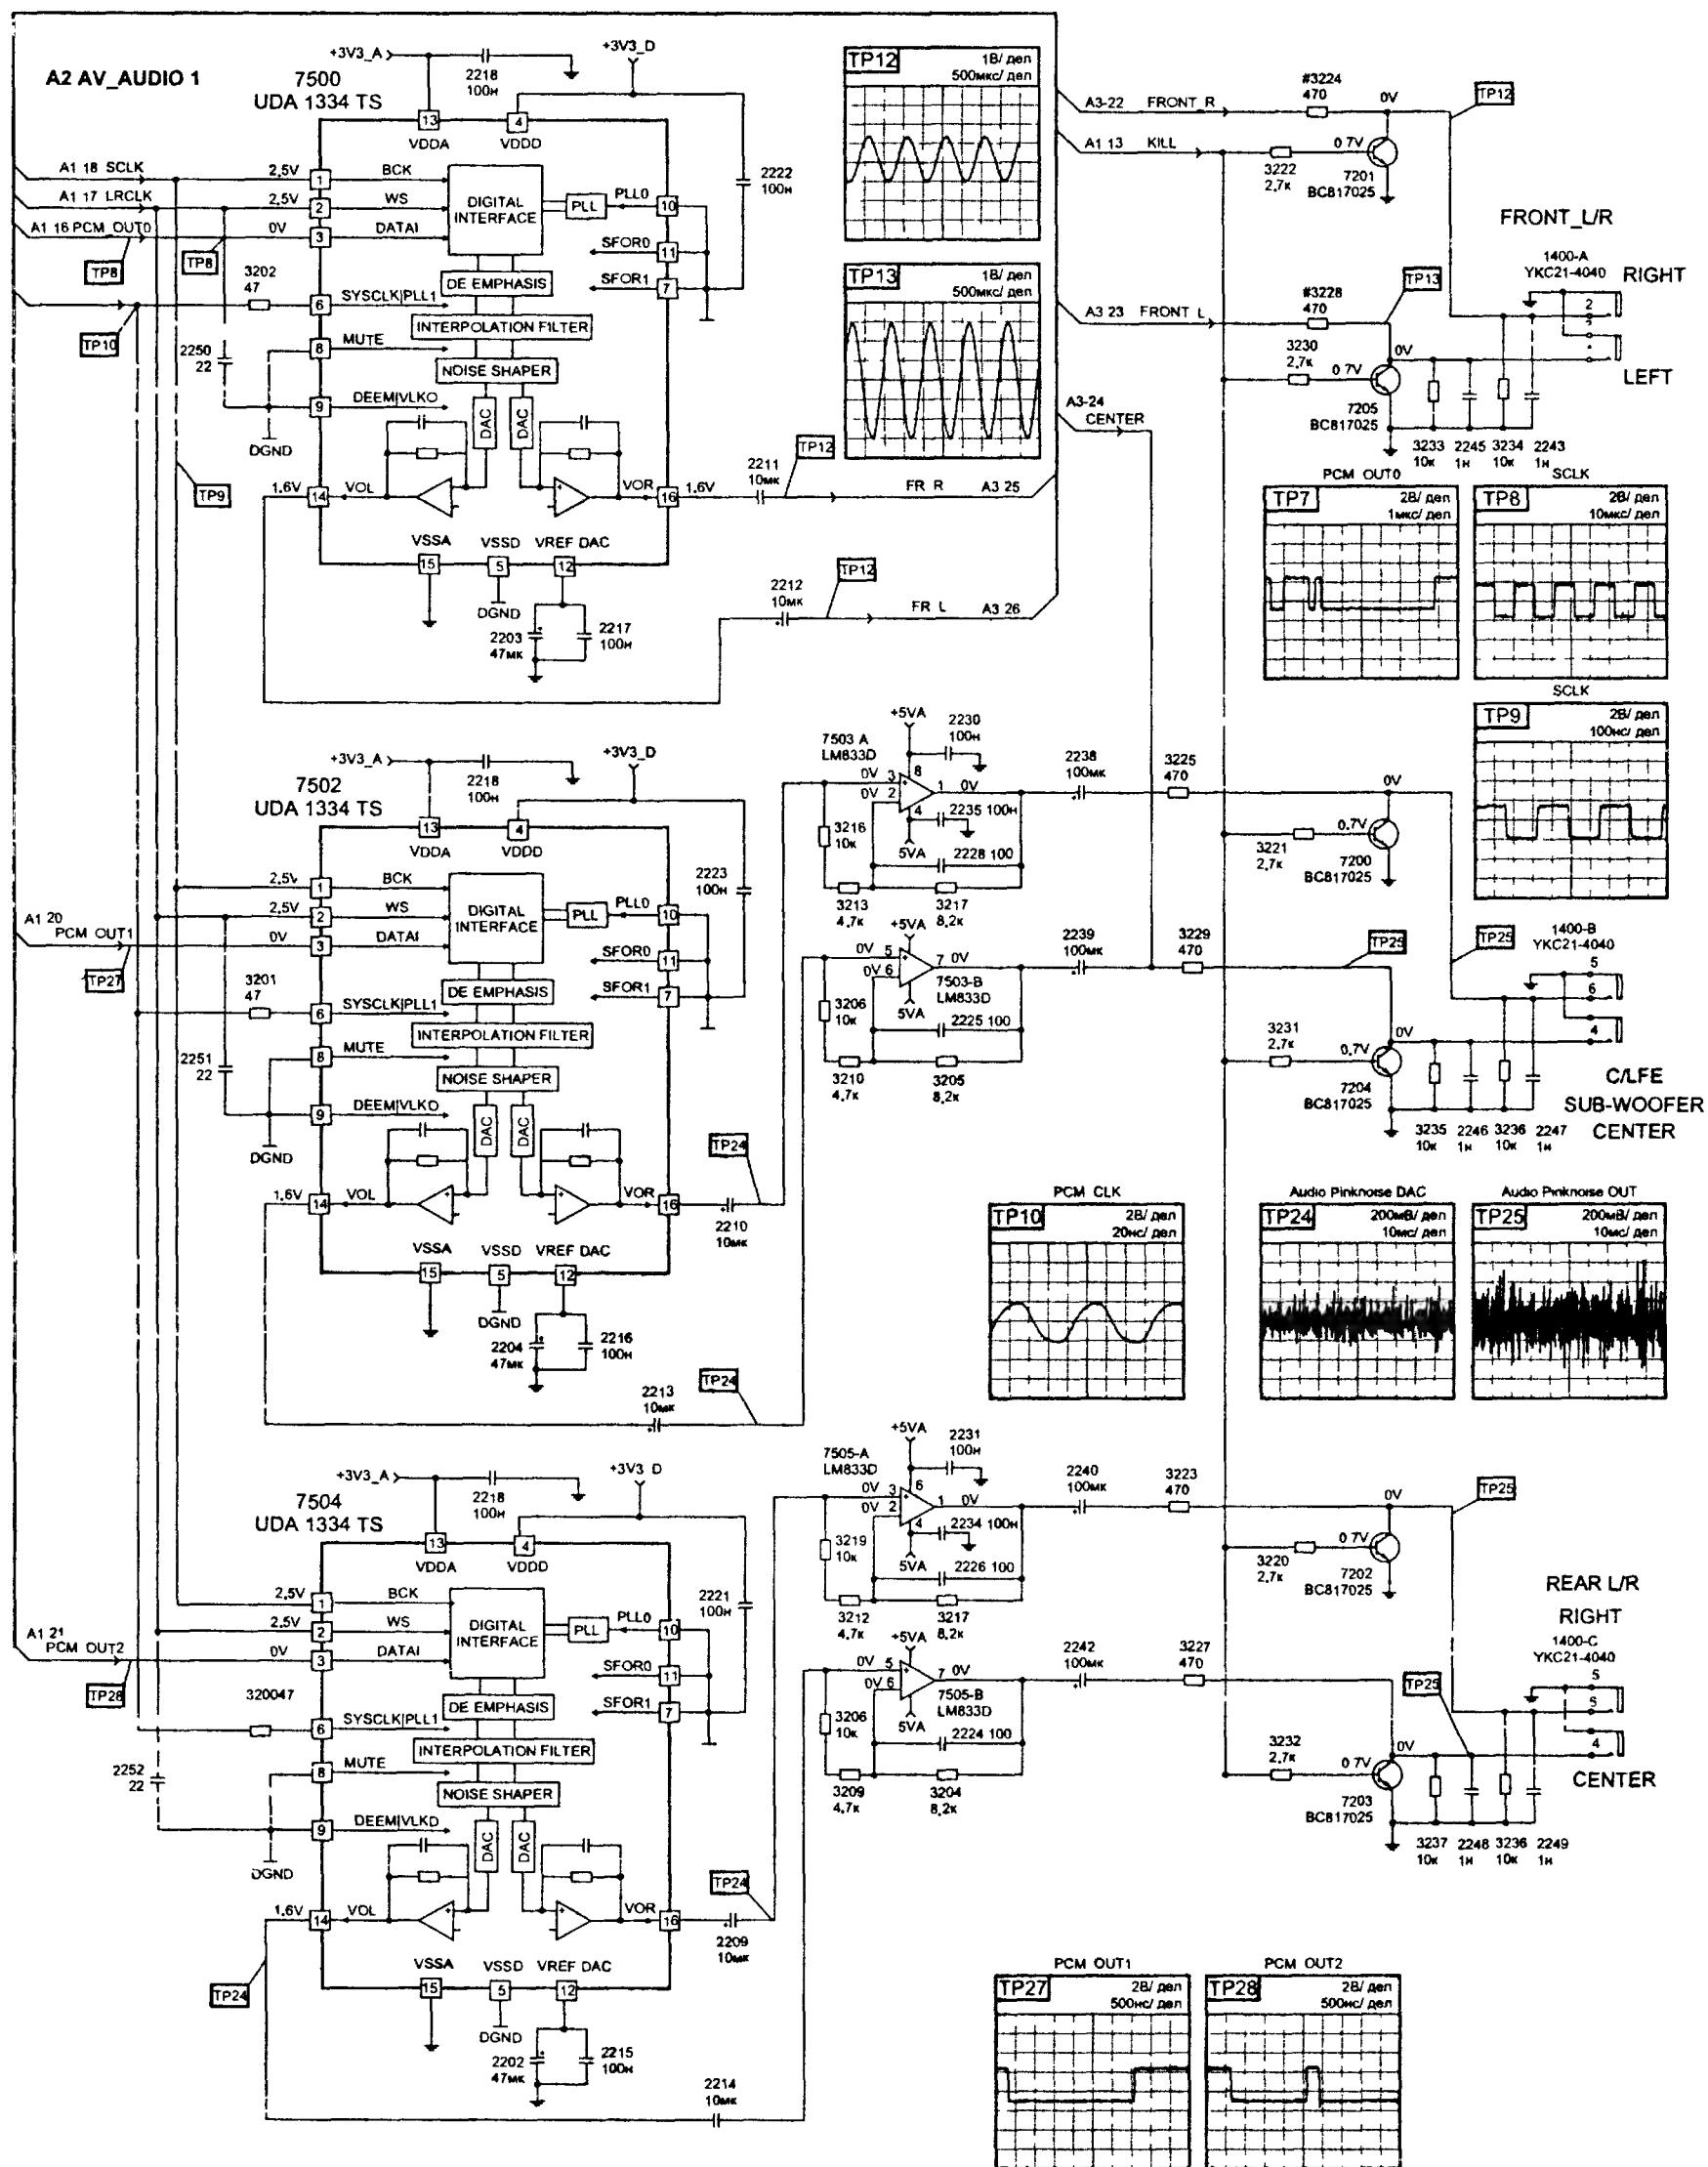 A2 AV_AUDIO 1
7500
UDA 1334 TS
+3V3_A
2218
100н
+3V3_D
13
VDDA
4
VDDD
2222
100н
A1 18 SCLK
2,5V
1
BCK
A1 17 LRCLK
2,5V
2
WS
A1 16 PCM_OUT0
0V
3
DATAI
TP8
TP8
3202
47
6
SYSCLK|PLL1
TP10
2250
22
8
MUTE
9
DEEM|VLKO
DGND
TP9
DIGITAL
INTERFACE
PLL
PLL0
10
SFOR0
11
SFOR1
7
DE EMPHASIS
INTERPOLATION FILTER
NOISE SHAPER
DAC
DAC
1,6V
14
VOL
VOR
16
1,6V
2211
10мк
TP12
FR R
A3 25
VSSA
15
VSSD
5
DGND
VREF DAC
12
2203
47мк
2217
100н
2212
10мк
TP12
FR L
A3 26
TP12
1В/ дел
500мкс/ дел
TP13
1В/ дел
500мкс/ дел
A3-22
FRONT_R
A1 13
KILL
#3224
470
0V
TP12
3222
2,7к
0 7V
7201
BC817025
FRONT_L/R
1400-A
YKC21-4040
RIGHT
2
LEFT
A3 23
FRONT L
#3228
470
TP13
3230
2,7к
0V
0 7V
7205
BC817025
3233
10к
2245
1н
3234
10к
2243
1н
A3-24
CENTER
PCM OUT0
TP7
2В/ дел
1мкс/ дел
SCLK
TP8
2В/ дел
10мкс/ дел
SCLK
TP9
2В/ дел
100нс/ дел
7502
UDA 1334 TS
+3V3_A
2218
100н
+3V3_D
13
VDDA
4
VDDD
2223
100н
2,5V
1
BCK
2,5V
2
WS
A1 20
PCM OUT1
0V
3
DATAI
TP27
3201
47
6
SYSCLK|PLL1
2251
22
8
MUTE
9
DEEM|VLKO
DGND
DIGITAL
INTERFACE
PLL
PLL0
10
SFOR0
11
SFOR1
7
DE EMPHASIS
INTERPOLATION FILTER
NOISE SHAPER
DAC
DAC
1,6V
14
VOL
VOR
16
2210
10мк
TP24
VSSA
15
VSSD
5
DGND
VREF DAC
12
2204
47мк
2216
100н
2213
10мк
TP24
7503 A
LM833D
+5VA
2230
100н
0V
3
0V
2
8
1
0V
4
2235 100н
5VA
3216
10к
2228 100
3213
4,7к
3217
8,2к
+5VA
0V
5
0V
6
7 0V
7503-B
LM833D
5VA
3206
10к
2225 100
3210
4,7к
3205
8,2к
2238
100мк
3225
470
0V
3221
2,7к
0,7V
7200
BC817025
2239
100мк
3229
470
TP25
TP25
1400-B
YKC21-4040
5
6
4
3231
2,7к
0V
0,7V
7204
BC817025
3235
10к
2246
1н
3236
10к
2247
1н
C/LFE
SUB-WOOFER
CENTER
PCM CLK
TP10
2В/ дел
20нс/ дел
Audio Pinknoise DAC
TP24
200мВ/ дел
10мс/ дел
Audio Pinknoise OUT
TP25
200мВ/ дел
10мс/ дел
7504
UDA 1334 TS
+3V3_A
2218
100н
+3V3 D
13
VDDA
4
VDDD
2221
100н
2,5V
1
BCK
2,5V
2
WS
A1 21
PCM OUT2
0V
3
DATAI
TP28
320047
6
SYSCLK|PLL1
2252
22
8
MUTE
9
DEEM|VLKD
DGND
DIGITAL
INTERFACE
PLL
PLL0
10
SFOR0
11
SFOR1
7
DE EMPHASIS
INTERPOLATION FILTER
NOISE SHAPER
DAC
DAC
1,6V
14
VOL
VOR
16
2209
10мк
TP24
TP24
VSSA
15
VSSD
5
DGND
VREF DAC
12
2202
47мк
2215
100н
2214
10мк
7505-A
LM833D
+5VA
2231
100н
0V
3
0V
2
6
1
0V
4
2234 100н
5VA
3219
10к
2226 100
3212
4,7к
3217
8,2к
+5VA
0V
5
0V
6
7 0V
7505-B
LM833D
5VA
3206
10к
2224 100
3209
4,7к
3204
8,2к
2240
100мк
3223
470
0V
TP25
3220
2,7к
0 7V
7202
BC817025
2242
100мк
3227
470
TP25
REAR L/R
RIGHT
1400-C
YKC21-4040
5
5
4
CENTER
3232
2,7к
0V
0 7V
7203
BC817025
3237
10к
2248
1н
3236
10к
2249
1н
PCM OUT1
TP27
2В/ дел
500нс/ дел
PCM OUT2
TP28
2В/ дел
500нс/ дел